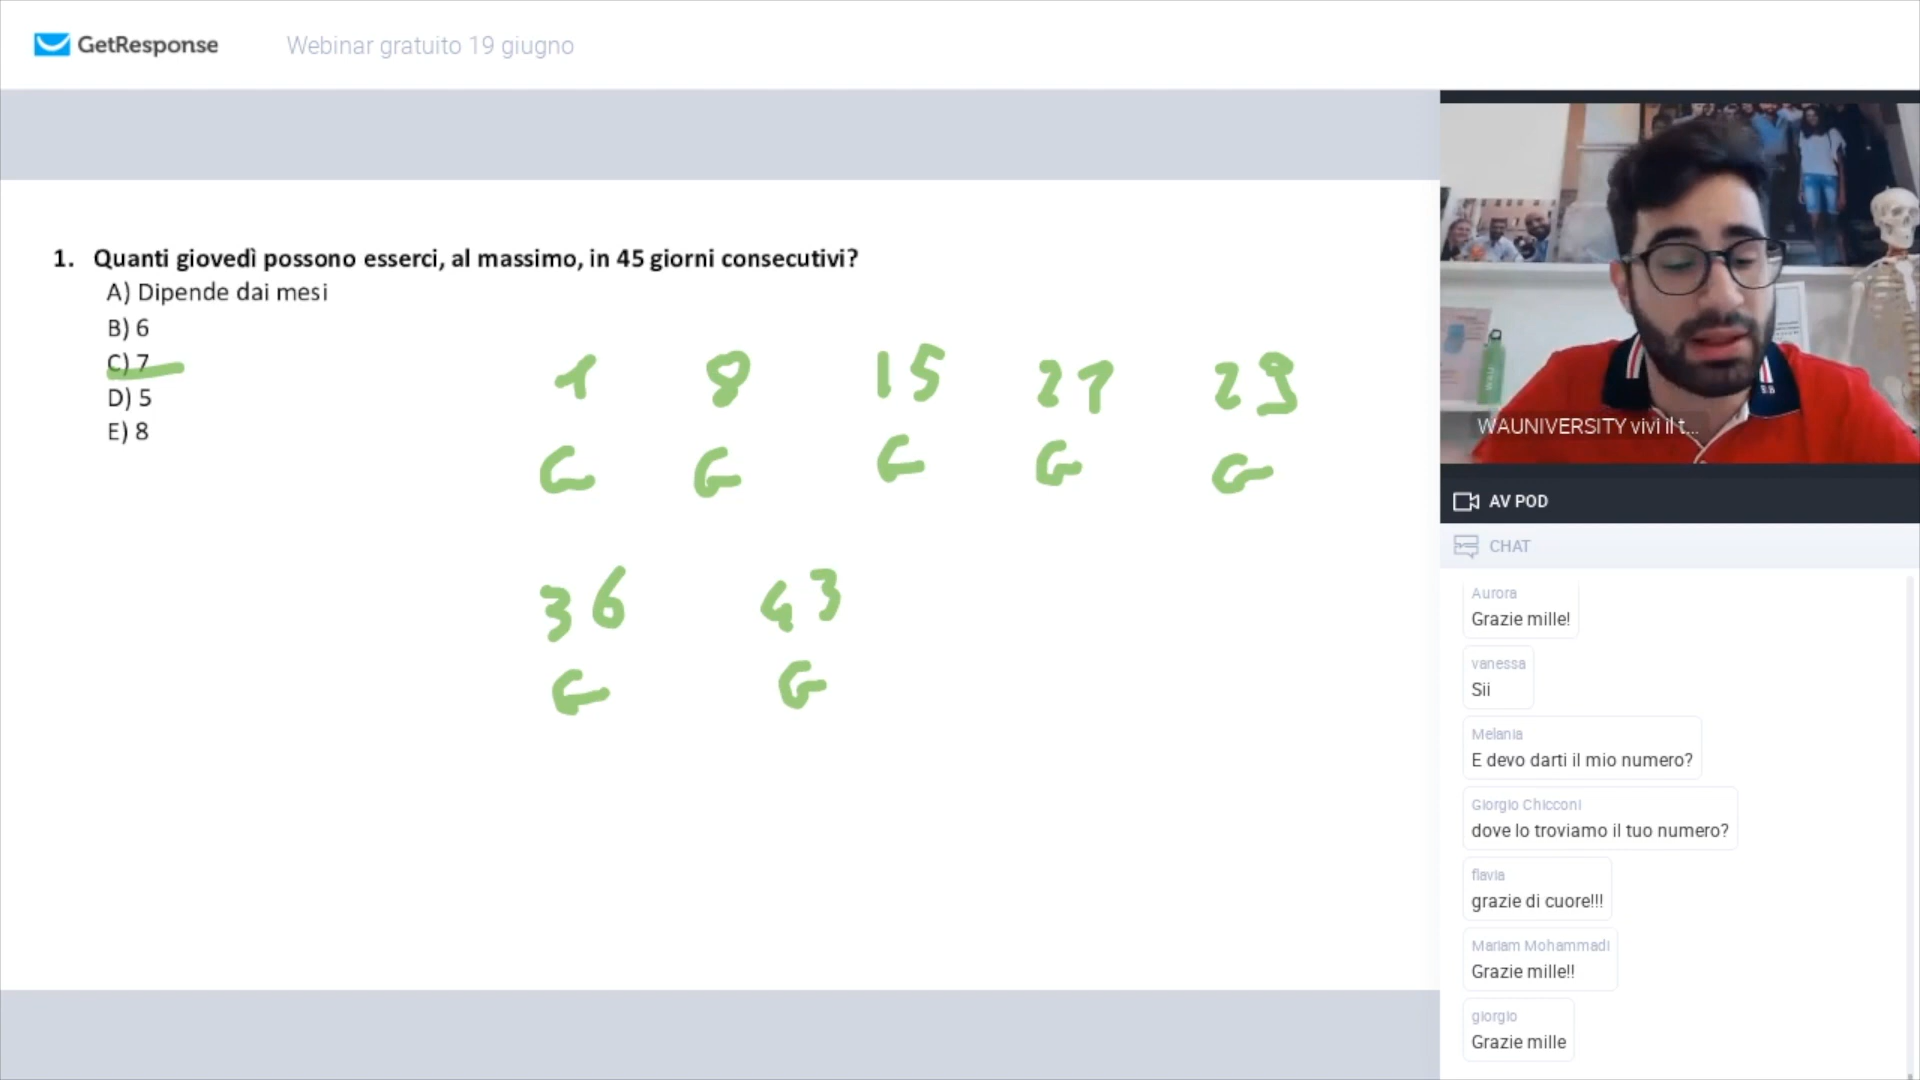 GetResponse
Webinar gratuito 19 giugno
1. Quanti giovedì possono esserci, al massimo, in 45 giorni consecutivi?
A) Dipende dai mesi
B) 6
C) 7
D) 5
E) 8
1 8 15 22 29
G G G G G
36 43
G G
WAUNIVERSITY vivi il t...
AV POD
CHAT
Aurora
Grazie mille!
vanessa
Sii
Melania
E devo darti il mio numero?
Giorgio Chicconi
dove lo troviamo il tuo numero?
flavia
grazie di cuore!!!
Mariam Mohammadi
Grazie mille!!
giorgio
Grazie mille